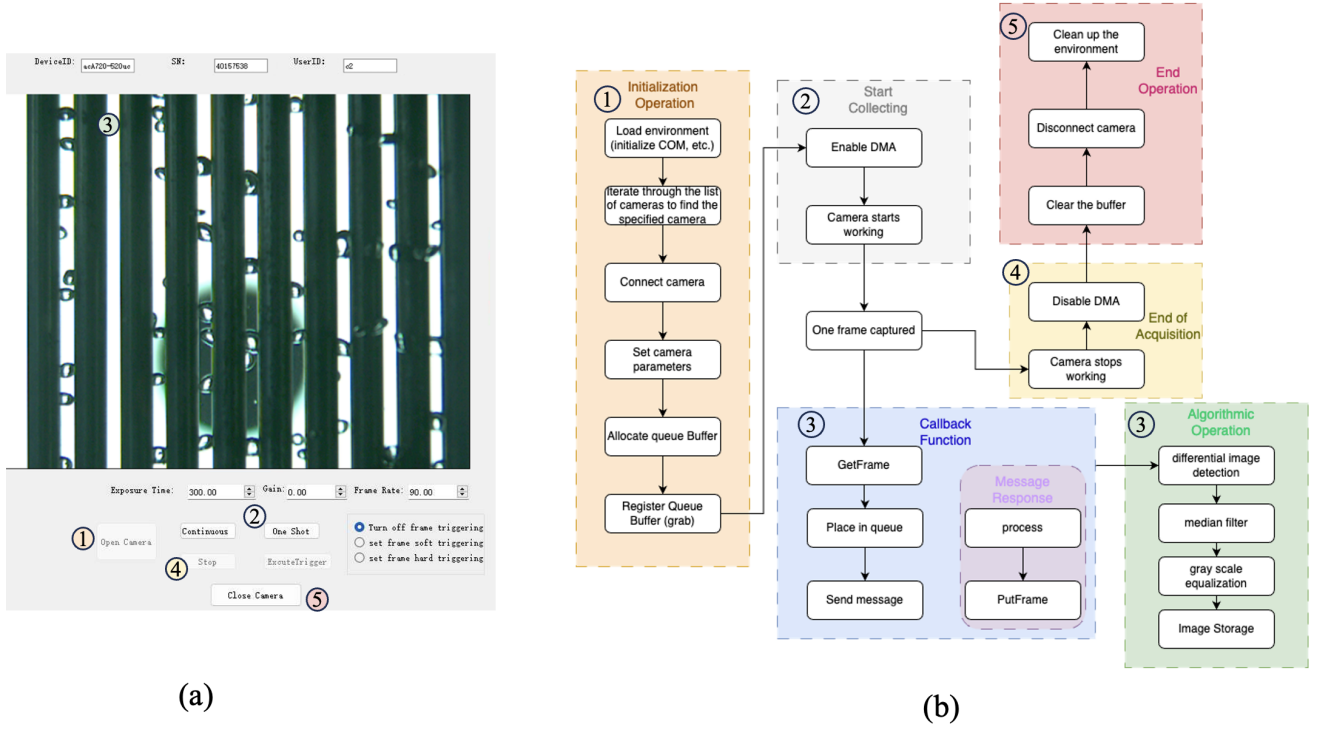 DeviceID:
acA720-520uc
SN:
40157538
UserID:
c2
3
Exposure Time:
300.00
Gain:
0.00
Frame Rate:
90.00
1
Open Camera
Continuous
2
One Shot
4
Stop
ExcuteTrigger
Turn off frame triggering
set frame soft triggering
set frame hard triggering
Close Camera
5
(a)
1
Initialization
Operation
Load environment
(initialize COM, etc.)
Iterate through the list
of cameras to find the
specified camera
Connect camera
Set camera
parameters
Allocate queue Buffer
Register Queue
Buffer (grab)
2
Start
Collecting
Enable DMA
Camera starts
working
One frame captured
5
Clean up the
environment
End
Operation
Disconnect camera
Clear the buffer
4
Disable DMA
End of
Acquisition
Camera stops
working
3
Callback
Function
GetFrame
Place in queue
Send message
Message
Response
process
PutFrame
3
Algorithmic
Operation
differential image
detection
median filter
gray scale
equalization
Image Storage
(b)